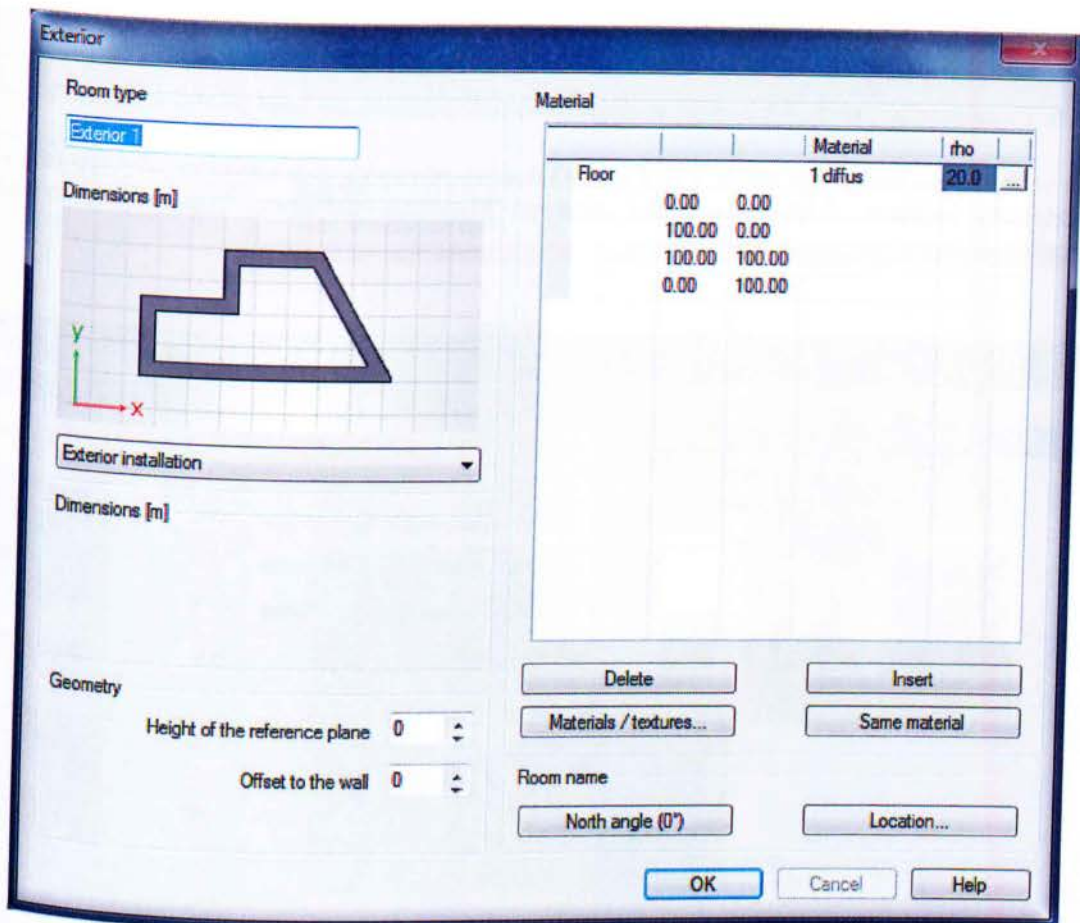 Exterior
Room type
Exterior 1
Dimensions [m]
y
x
Exterior installation
Dimensions [m]
Geometry
Height of the reference plane 0
Offset to the wall 0
Material
Material rho
Floor 1 diffus 20.0 ...
0.00 0.00
100.00 0.00
100.00 100.00
0.00 100.00
Delete Insert
Materials / textures... Same material
Room name
North angle (0°) Location...
OK Cancel Help